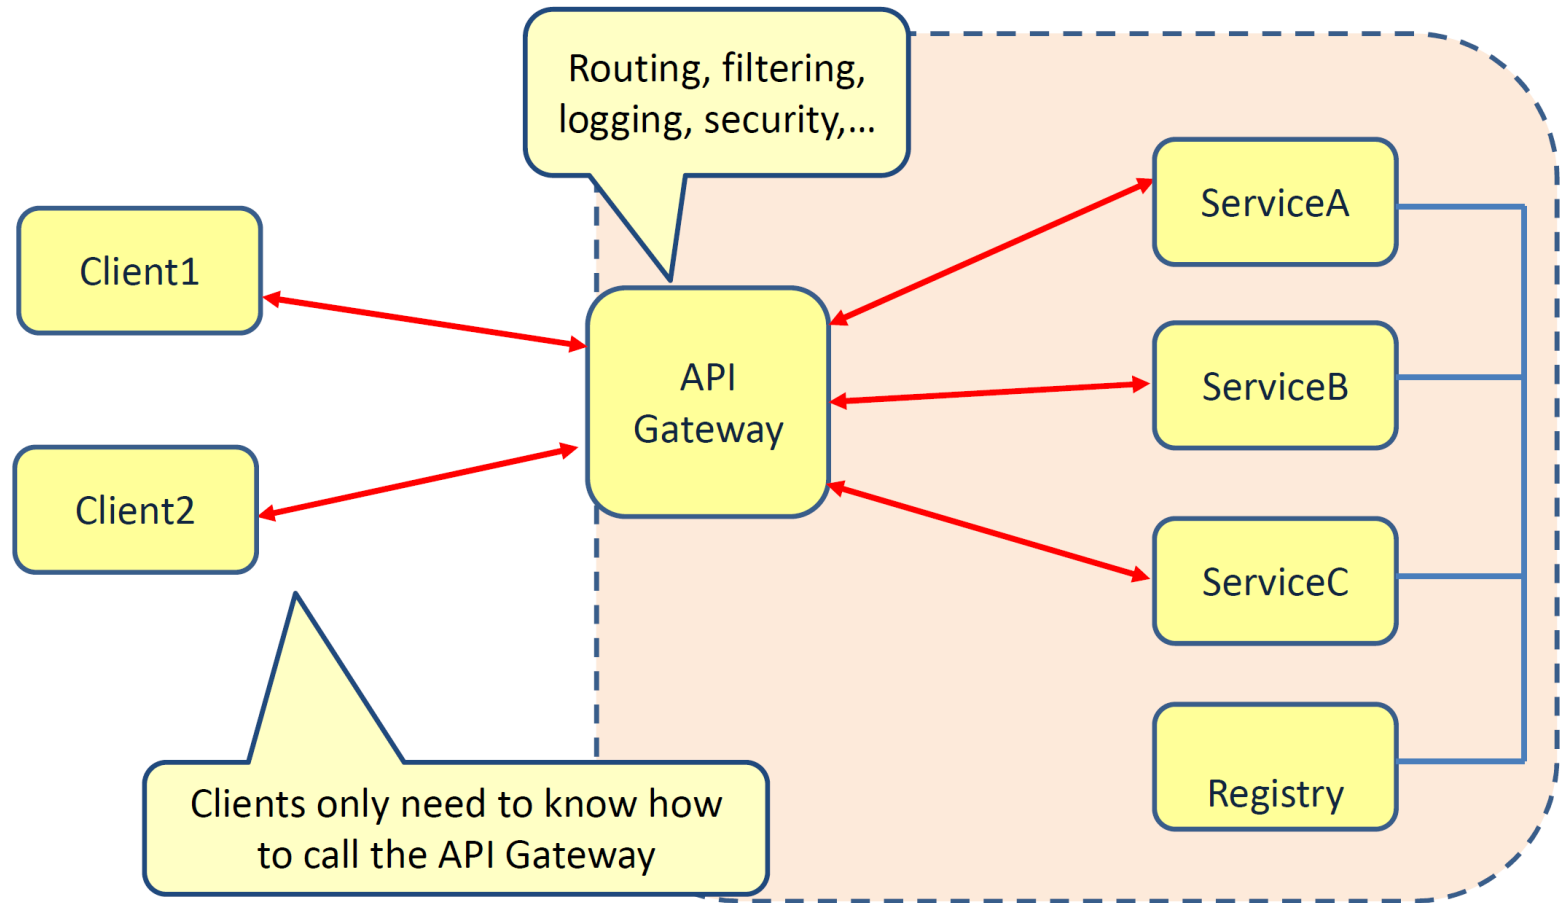 Routing, filtering,
logging, security,...
Client1
Client2
API
Gateway
ServiceA
ServiceB
ServiceC
Registry
Clients only need to know how
to call the API Gateway